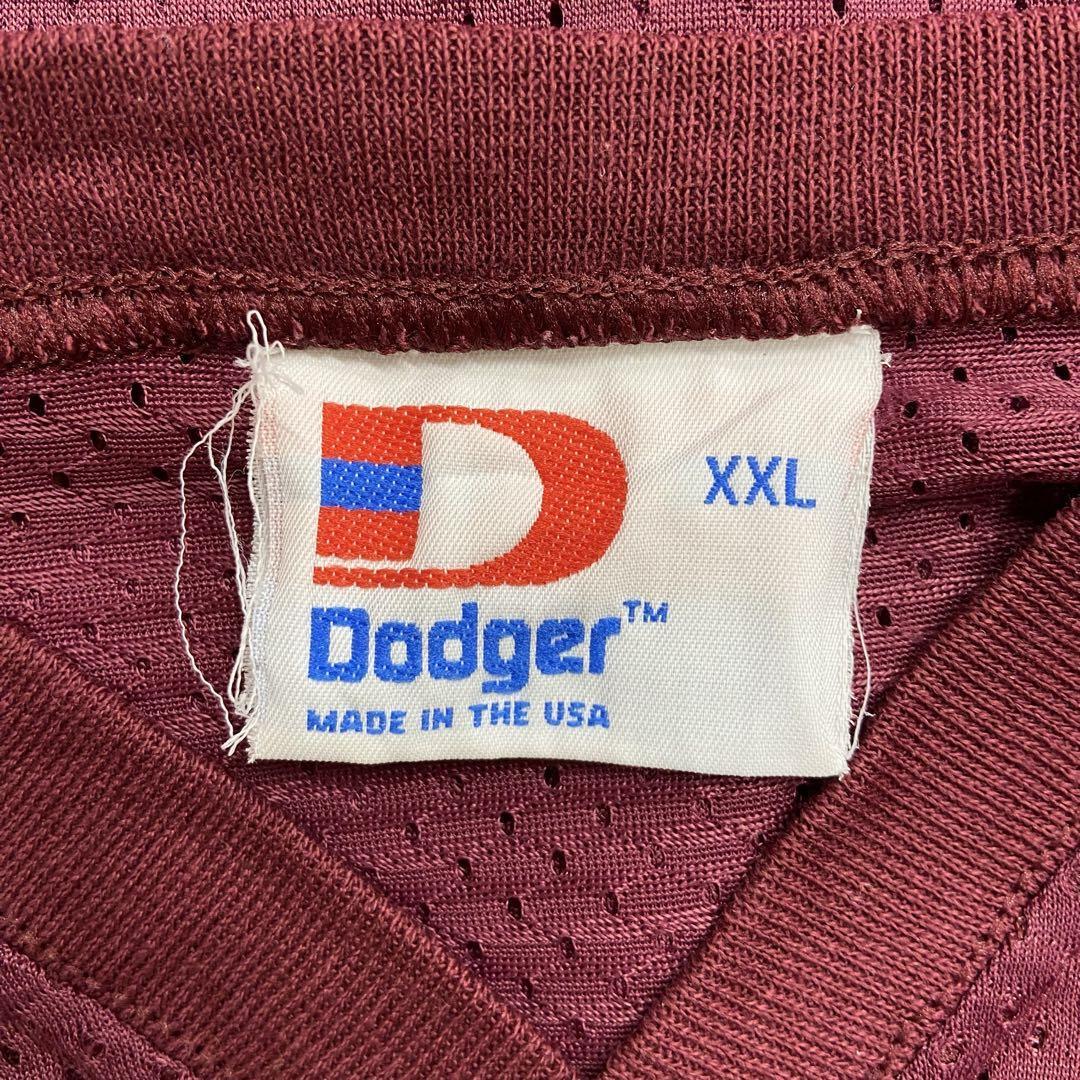 D
XXL
Dodger™
MADE IN THE USA